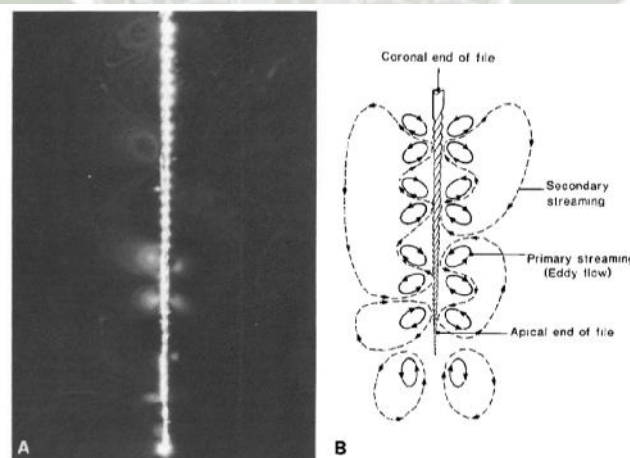 Coronal end of file
Secondary
streaming
Primary streaming
(Eddy flow)
Apical end of file
A
B